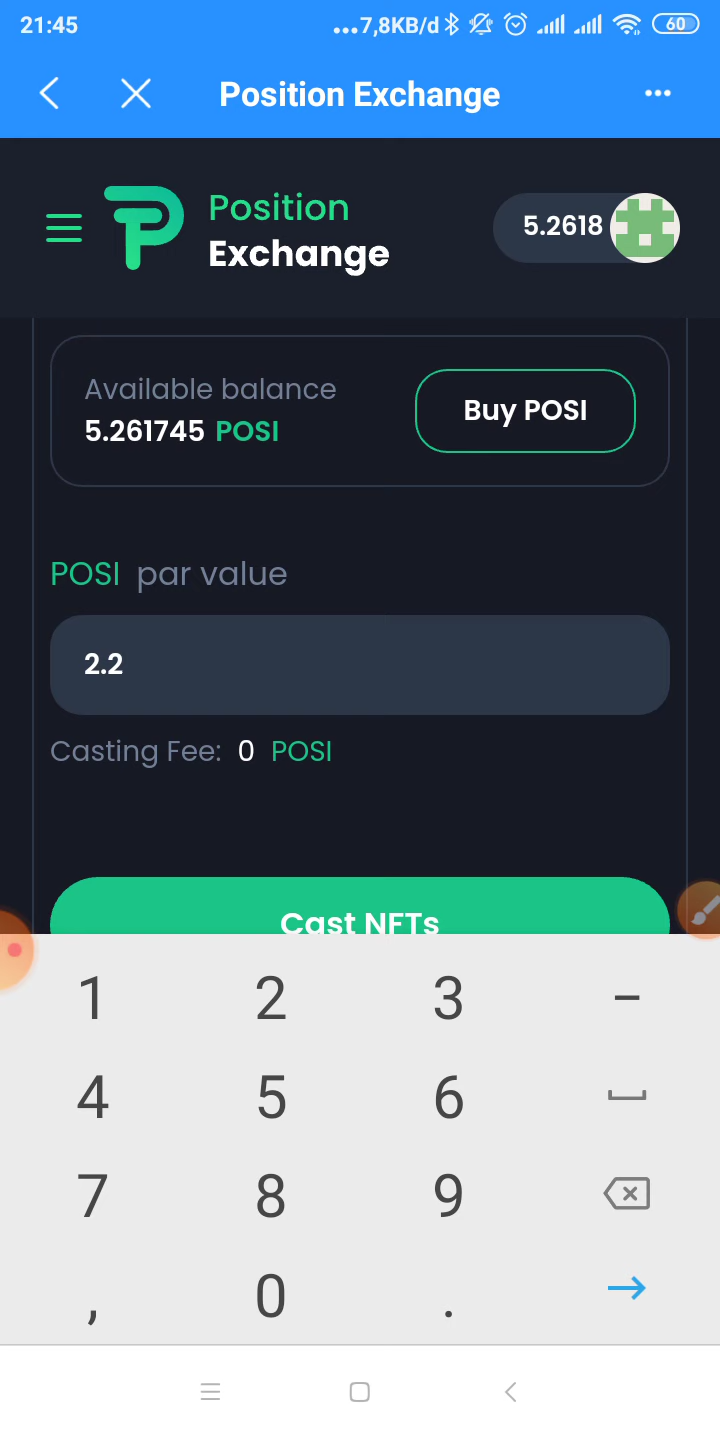 21:45
...7,8KB/d
60
Position Exchange
Position
Exchange
5.2618
Available balance
5.261745 POSI
Buy POSI
POSI par value
2.2
Casting Fee: 0 POSI
Cast NFTs
1 2 3 -
4 5 6
7 8 9
, 0 .